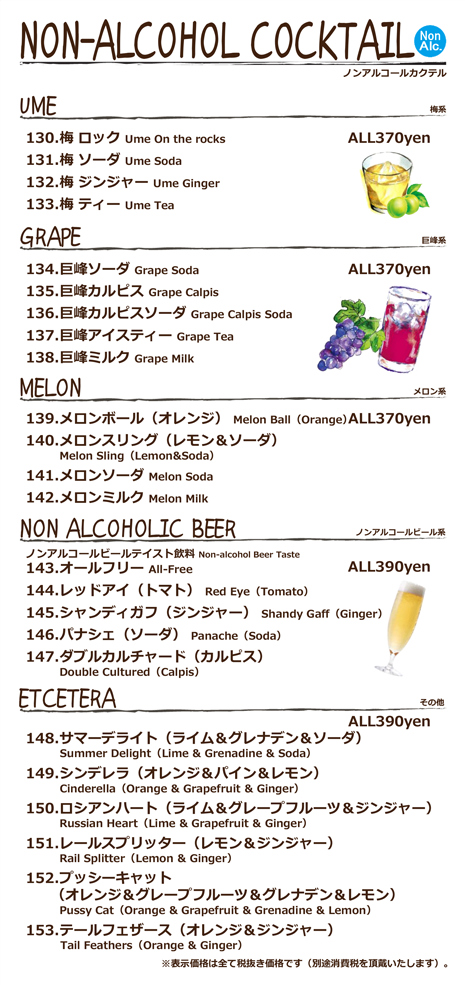 NON-ALCOHOL COCKTAIL Non Alc.
ノンアルコールカクテル
UME 梅系
130.梅 ロック Ume On the rocks ALL370yen
131.梅 ソーダ Ume Soda
132.梅 ジンジャー Ume Ginger
133.梅 ティー Ume Tea
GRAPE 巨峰系
134.巨峰ソーダ Grape Soda ALL370yen
135.巨峰カルピス Grape Calpis
136.巨峰カルピスソーダ Grape Calpis Soda
137.巨峰アイスティー Grape Tea
138.巨峰ミルク Grape Milk
MELON メロン系
139.メロンボール（オレンジ） Melon Ball（Orange）ALL370yen
140.メロンスリング（レモン＆ソーダ）
Melon Sling（Lemon&Soda）
141.メロンソーダ Melon Soda
142.メロンミルク Melon Milk
NON ALCOHOLIC BEER ノンアルコールビール系
ノンアルコールビールテイスト飲料 Non-alcohol Beer Taste
143.オールフリー All-Free ALL390yen
144.レッドアイ（トマト） Red Eye（Tomato）
145.シャンディガフ（ジンジャー） Shandy Gaff（Ginger）
146.パナシェ（ソーダ） Panache（Soda）
147.ダブルカルチャード（カルピス）
Double Cultured（Calpis）
ETCETERA その他
ALL390yen
148.サマーデライト（ライム＆グレナデン＆ソーダ）
Summer Delight（Lime & Grenadine & Soda）
149.シンデレラ（オレンジ＆パイン＆レモン）
Cinderella（Orange & Grapefruit & Ginger）
150.ロシアンハート（ライム＆グレープフルーツ＆ジンジャー）
Russian Heart（Lime & Grapefruit & Ginger）
151.レールスプリッター（レモン＆ジンジャー）
Rail Splitter（Lemon & Ginger）
152.プッシーキャット
（オレンジ＆グレープフルーツ＆グレナデン＆レモン）
Pussy Cat（Orange & Grapefruit & Grenadine & Lemon）
153.テールフェザース（オレンジ＆ジンジャー）
Tail Feathers（Orange & Ginger）
※表示価格は全て税抜き価格です（別途消費税を頂戴いたします）。